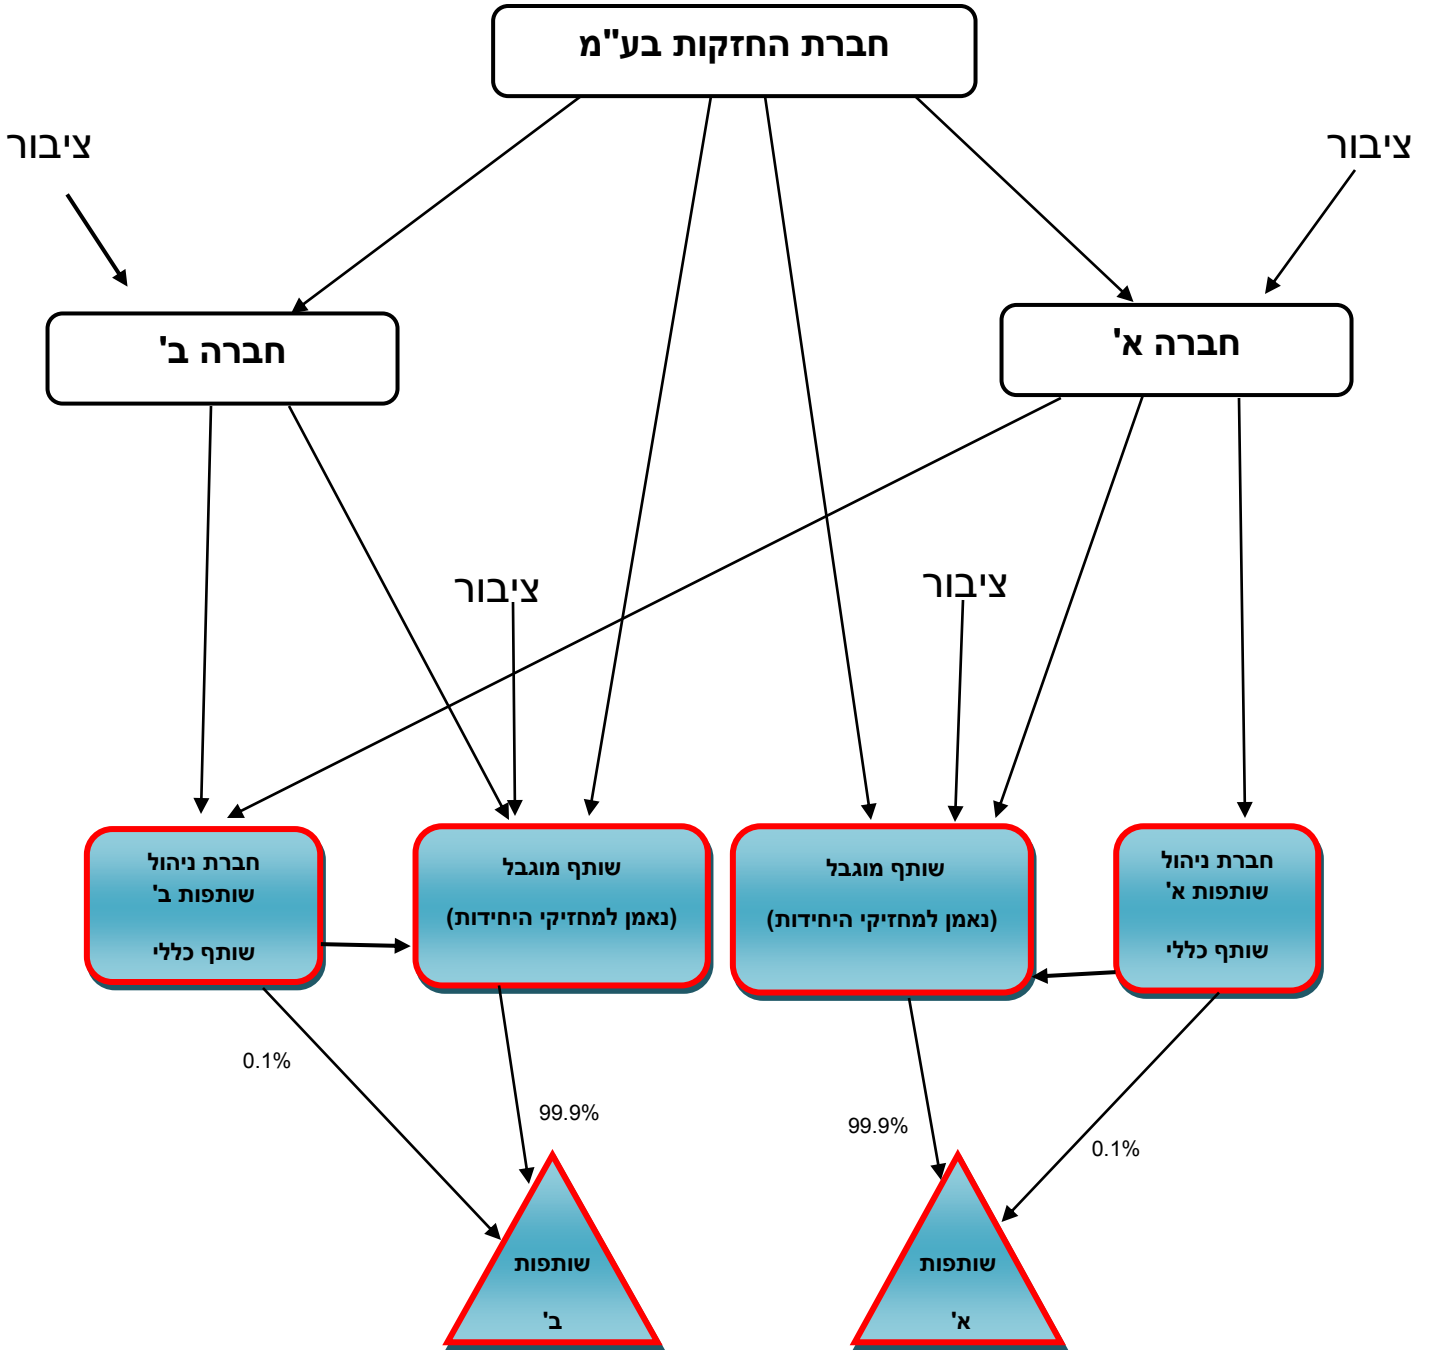 חברת החזקות בע"מ
ציבור
ציבור
חברה א'
חברה ב'
ציבור
ציבור
חברת ניהול
שותפות א'
שותף כללי
שותף מוגבל
(נאמן למחזיקי היחידות)
שותף מוגבל
(נאמן למחזיקי היחידות)
חברת ניהול
שותפות ב'
שותף כללי
0.1%
99.9%
99.9%
0.1%
שותפות
א'
שותפות
ב'